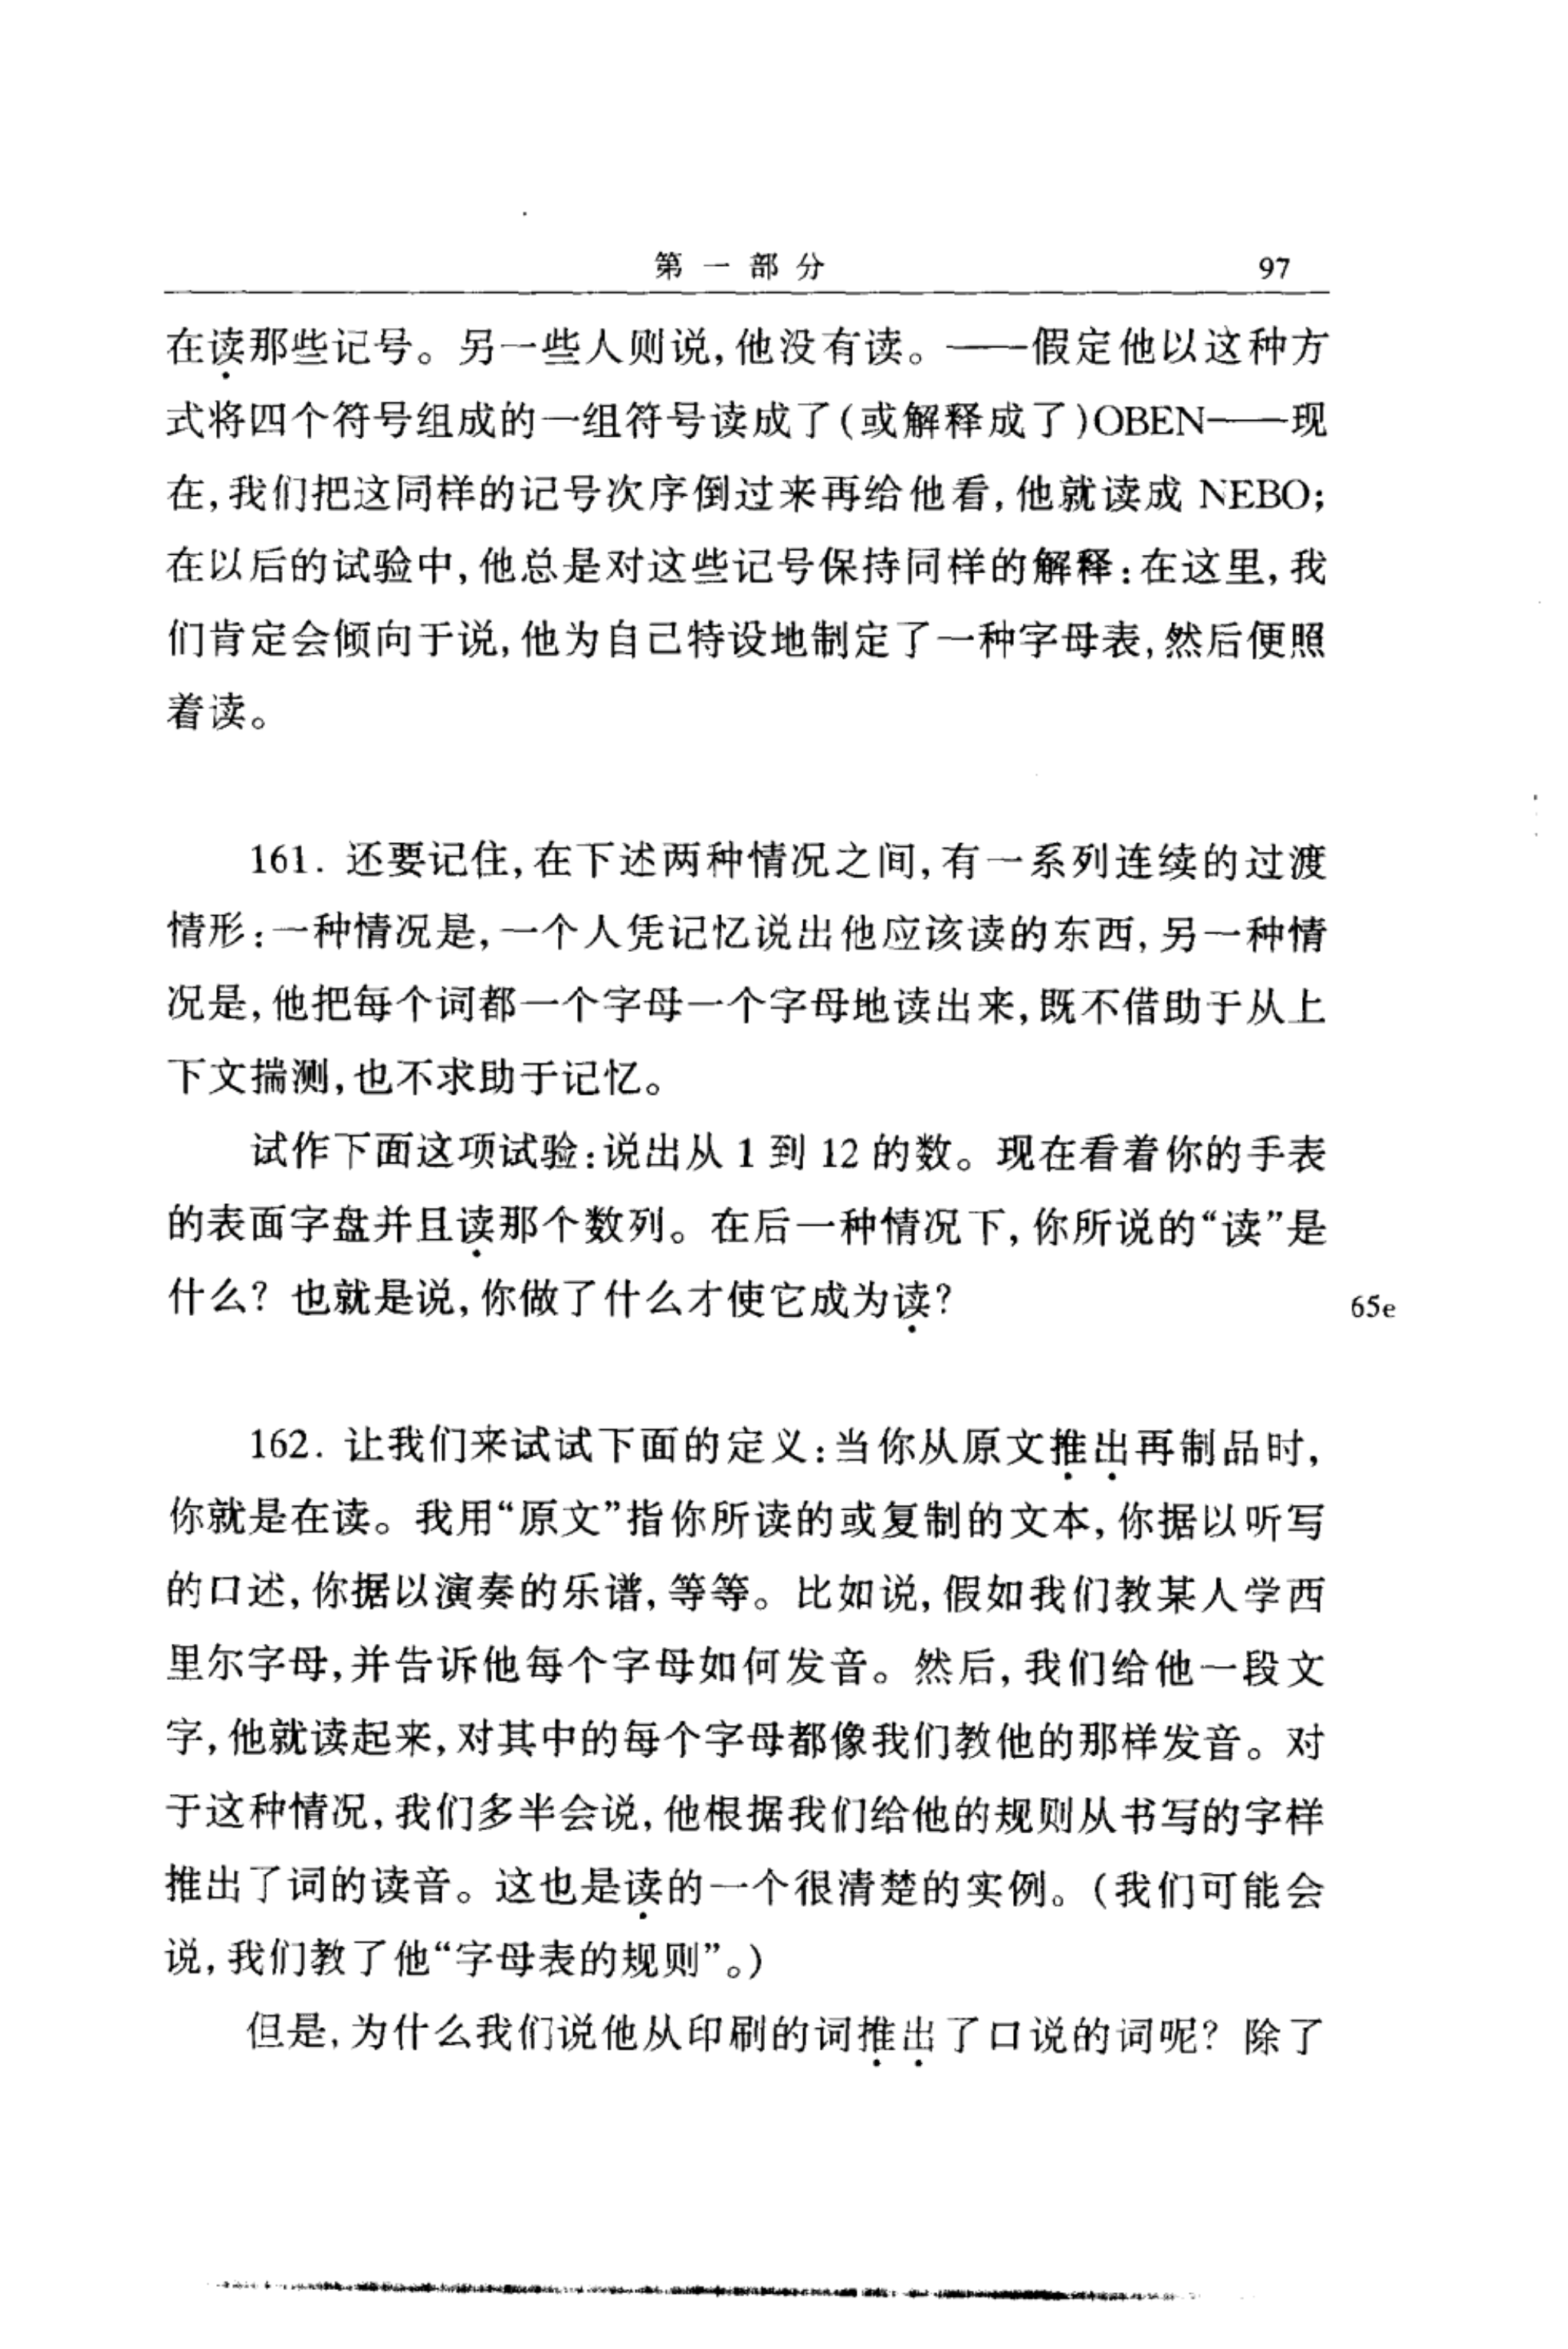 第一部分 97
在读那些记号。另一些人则说,他没有读。——假定他以这种方
式将四个符号组成的一组符号读成了(或解释成了)OBEN——现
在,我们把这同样的记号次序倒过来再给他看,他就读成 NEBO;
在以后的试验中,他总是对这些记号保持同样的解释:在这里,我
们肯定会倾向于说,他为自己特设地制定了一种字母表,然后便照
着读。
161. 还要记住,在下述两种情况之间,有一系列连续的过渡
情形:一种情况是,一个人凭记忆说出他应该读的东西,另一种情
况是,他把每个词都一个字母一个字母地读出来,既不借助于从上
下文揣测,也不求助于记忆。
试作下面这项试验:说出从 1 到 12 的数。现在看着你的手表
的表面字盘并且读那个数列。在后一种情况下,你所说的“读”是
什么? 也就是说,你做了什么才使它成为读?
65e
162. 让我们来试试下面的定义:当你从原文推出再制品时,
你就是在读。我用“原文”指你所读的或复制的文本,你据以听写
的口述,你据以演奏的乐谱,等等。比如说,假如我们教某人学西
里尔字母,并告诉他每个字母如何发音。然后,我们给他一段文
字,他就读起来,对其中的每个字母都像我们教他的那样发音。对
于这种情况,我们多半会说,他根据我们给他的规则从书写的字样
推出了词的读音。这也是读的一个很清楚的实例。(我们可能会
说,我们教了他“字母表的规则”。)
但是,为什么我们说他从印刷的词推出了口说的词呢? 除了